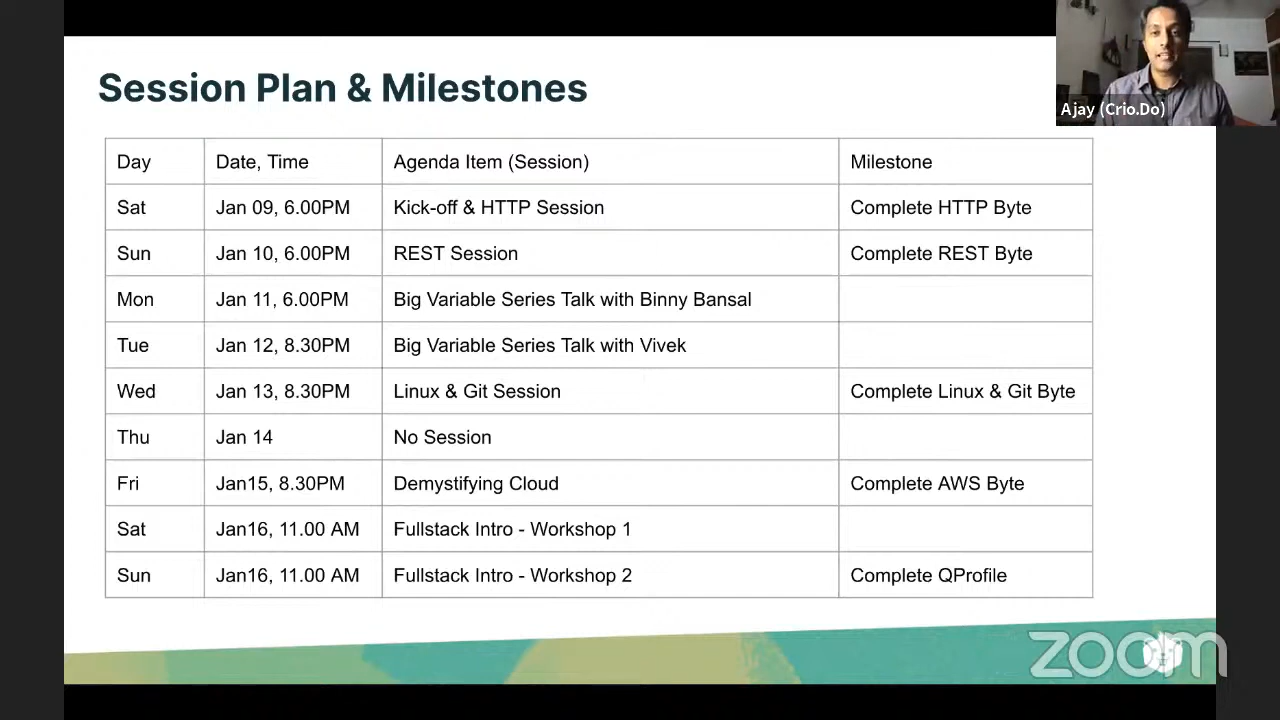 Session Plan & Milestones
Ajay (Crio.Do)
Day Date, Time Agenda Item (Session) Milestone
Sat Jan 09, 6.00PM Kick-off & HTTP Session Complete HTTP Byte
Sun Jan 10, 6.00PM REST Session Complete REST Byte
Mon Jan 11, 6.00PM Big Variable Series Talk with Binny Bansal
Tue Jan 12, 8.30PM Big Variable Series Talk with Vivek
Wed Jan 13, 8.30PM Linux & Git Session Complete Linux & Git Byte
Thu Jan 14 No Session
Fri Jan15, 8.30PM Demystifying Cloud Complete AWS Byte
Sat Jan16, 11.00 AM Fullstack Intro - Workshop 1
Sun Jan16, 11.00 AM Fullstack Intro - Workshop 2 Complete QProfile
zoom